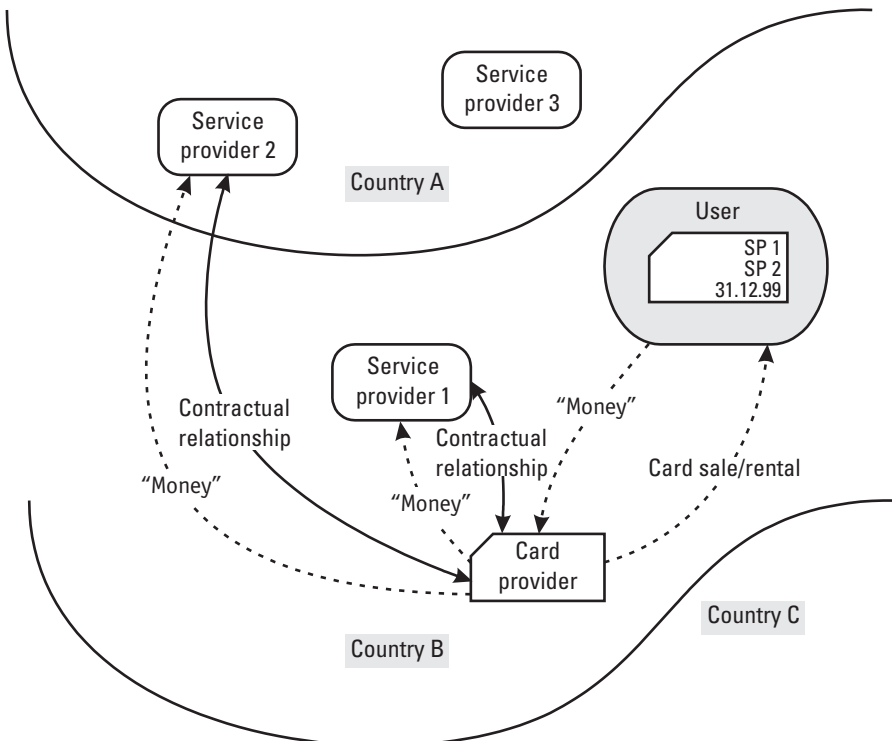 Service
provider 3
Service
provider 2
Country A
User
SP 1
SP 2
31.12.99
Service
provider 1
"Money"
Contractual
relationship
Contractual
relationship
Card sale/rental
"Money"
"Money"
Card
provider
Country C
Country B